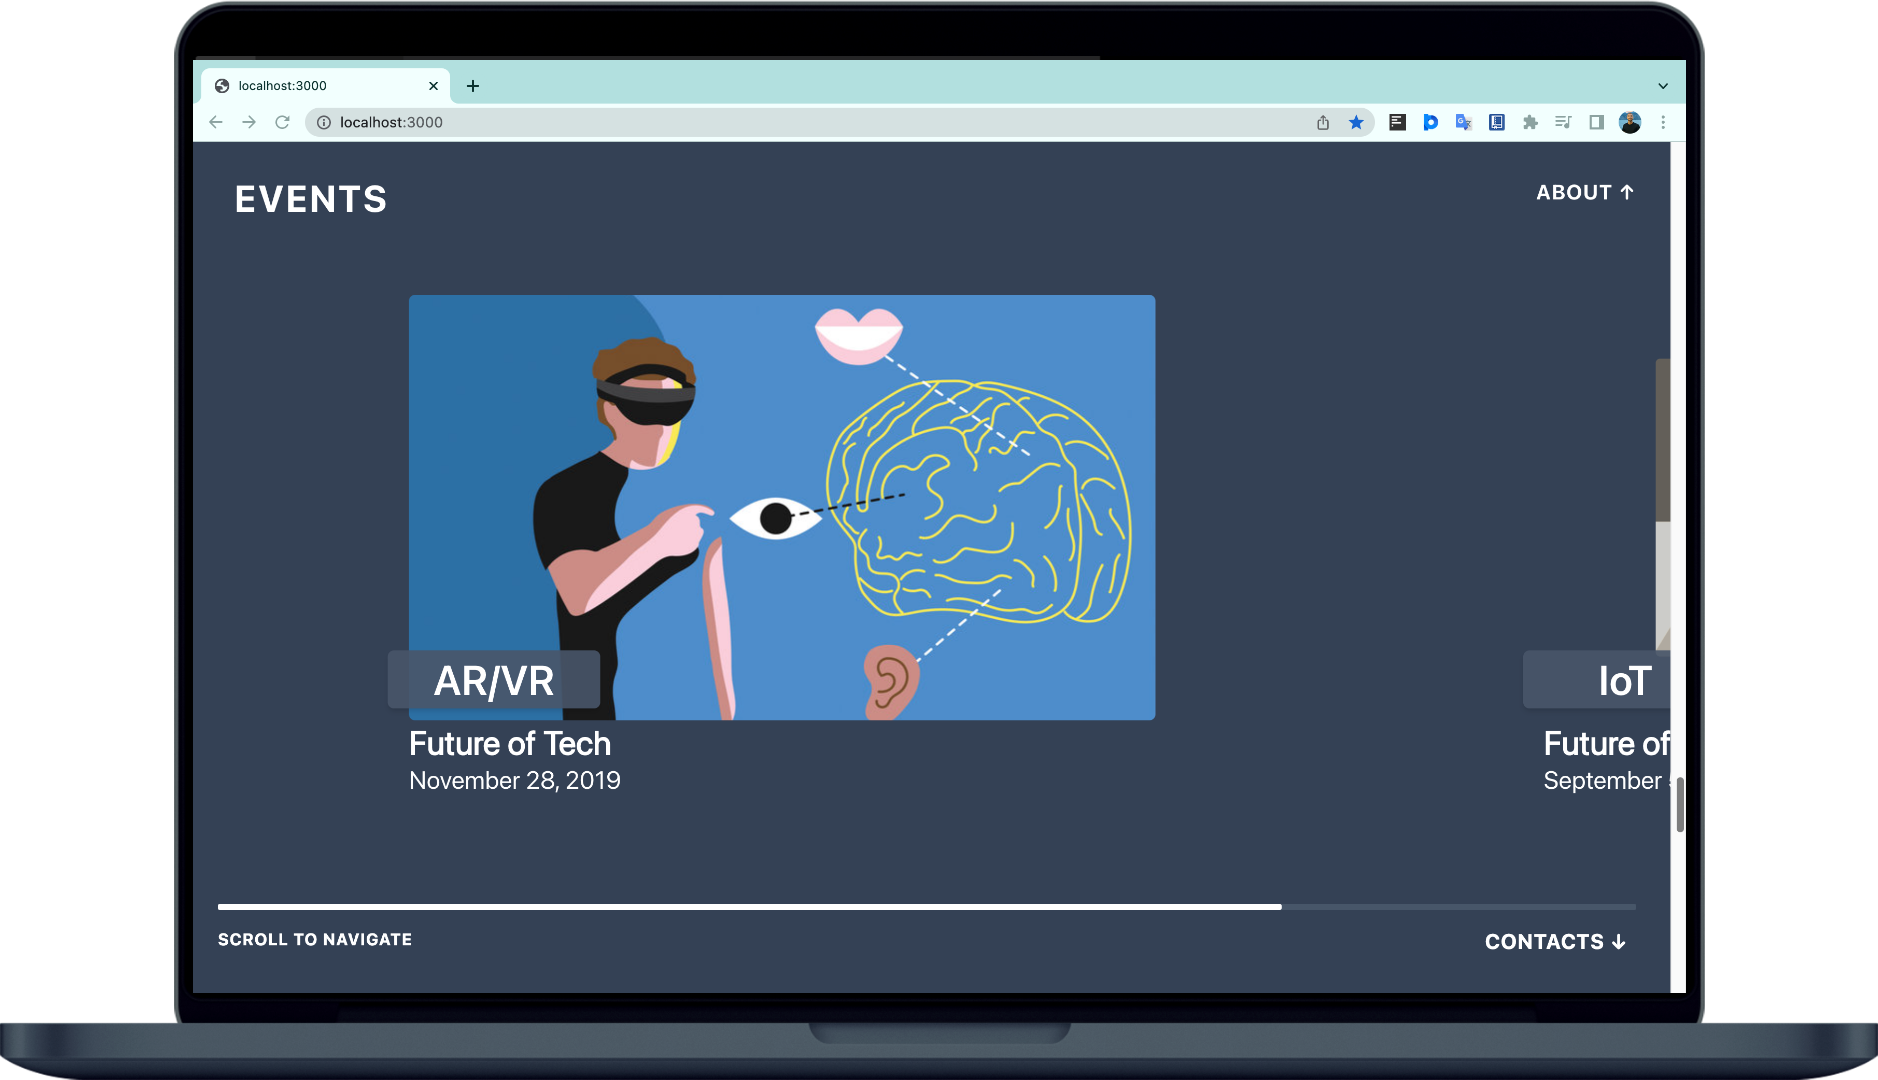 localhost:3000
localhost:3000
EVENTS
ABOUT ↑
AR/VR
Future of Tech
November 28, 2019
IoT
Future of
September
SCROLL TO NAVIGATE
CONTACTS ↓